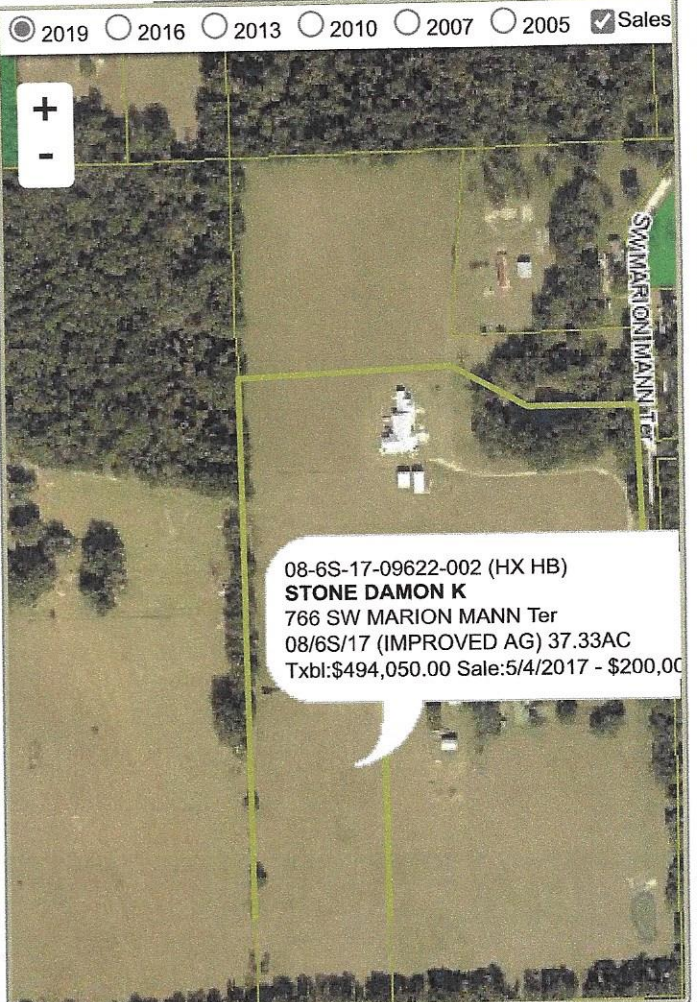 2019 2016 2013 2010 2007 2005 Sales
+
-
SW MARION MANN Ter
08-6S-17-09622-002 (HX HB)
STONE DAMON K
766 SW MARION MANN Ter
08/6S/17 (IMPROVED AG) 37.33AC
Txbl:$494,050.00 Sale:5/4/2017 - $200,00